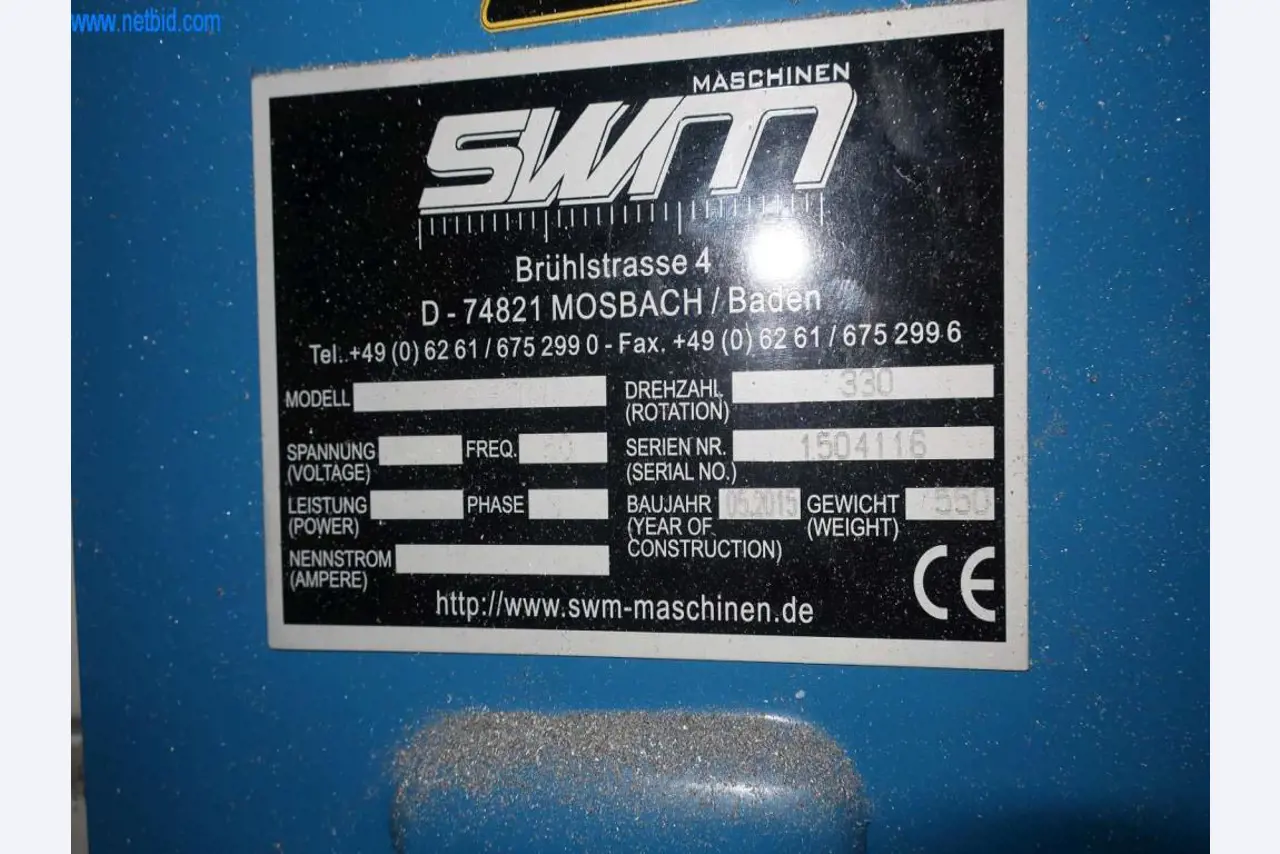 www.netbid.com
MASCHINEN
SWM
Brühlstrasse 4
D - 74821 MOSBACH / Baden
Tel.:+49 (0) 62 61 / 675 299 0 - Fax. +49 (0) 62 61 / 675 299 6
MODELL
DREHZAHL 330
(ROTATION)
SPANNUNG FREQ. 50
(VOLTAGE)
SERIEN NR. 1504116
(SERIAL NO.)
LEISTUNG PHASE
(POWER)
BAUJAHR 05.2015 GEWICHT 550
(YEAR OF (WEIGHT)
CONSTRUCTION)
NENNSTROM
(AMPERE)
CE
http://www.swm-maschinen.de